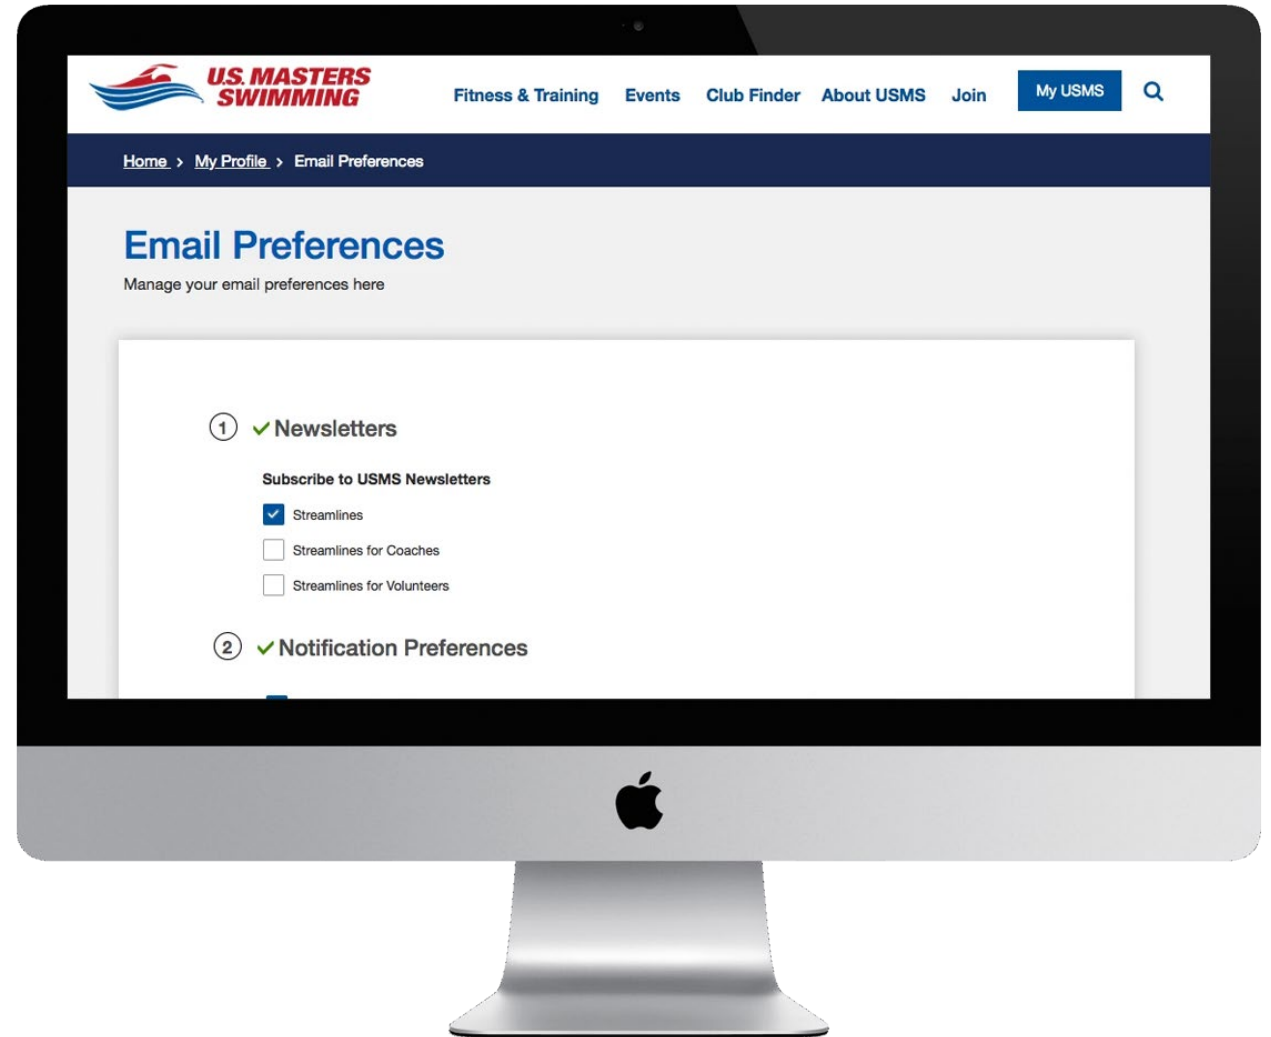 U.S. MASTERS
SWIMMING
Fitness & Training Events Club Finder About USMS Join My USMS
Home > My Profile > Email Preferences
Email Preferences
Manage your email preferences here
1 Newsletters
Subscribe to USMS Newsletters
Streamlines
Streamlines for Coaches
Streamlines for Volunteers
2 Notification Preferences